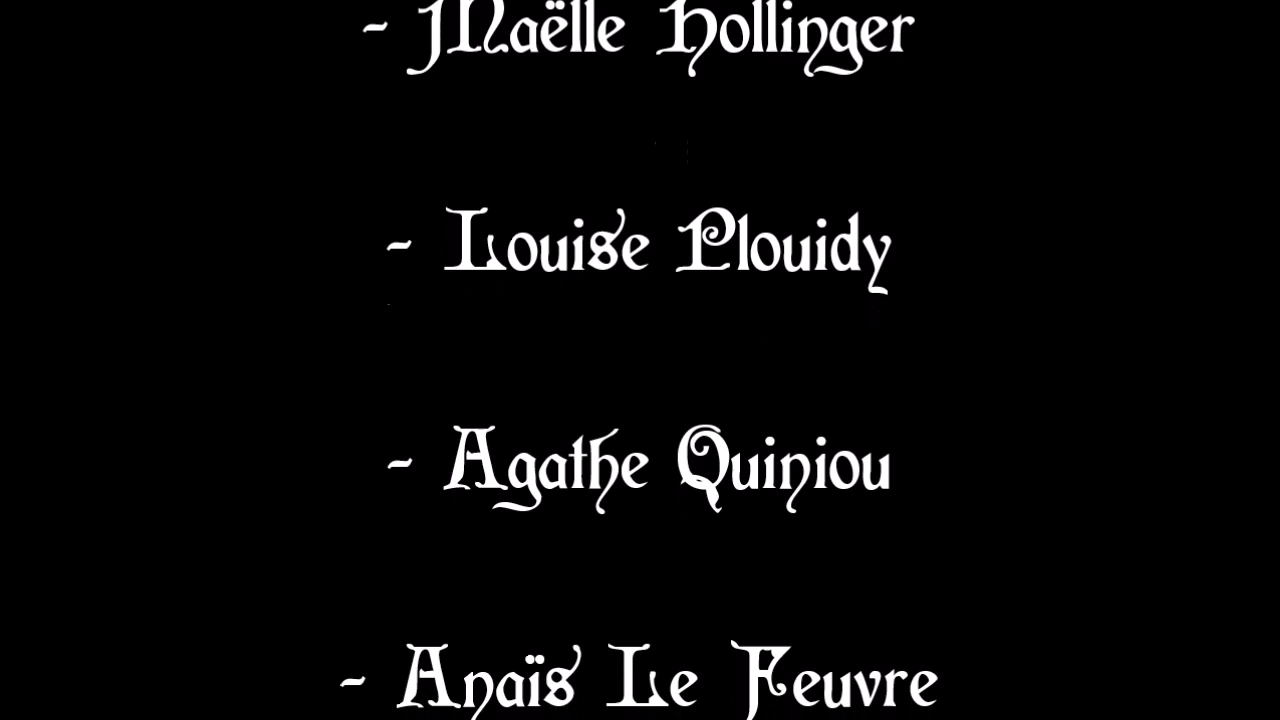 - Maëlle Hollinger
- Louise Plouidy
- Agathe Quiniou
- Anaïs Le Feuvre